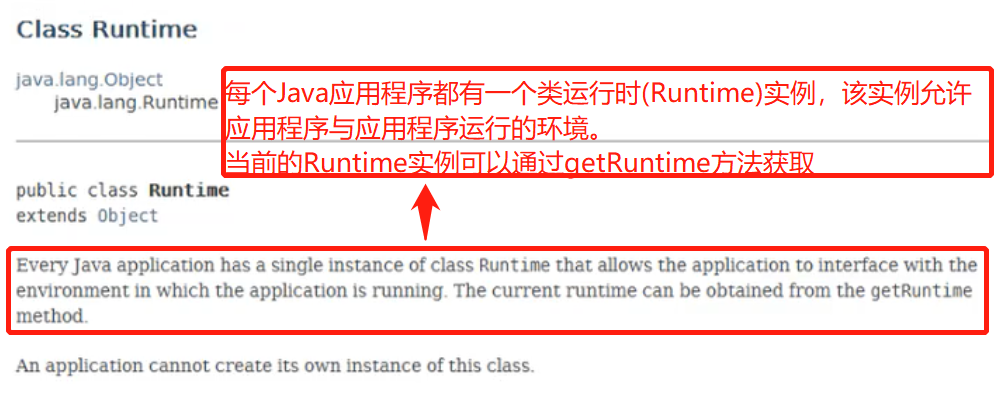 Class Runtime
java.lang.Object
java.lang.Runtime
每个Java应用程序都有一个类运行时(Runtime)实例，该实例允许
应用程序与应用程序运行的环境。
当前的Runtime实例可以通过getRuntime方法获取
public class Runtime
extends Object
Every Java application has a single instance of class Runtime that allows the application to interface with the
environment in which the application is running. The current runtime can be obtained from the getRuntime
method.
An application cannot create its own instance of this class.